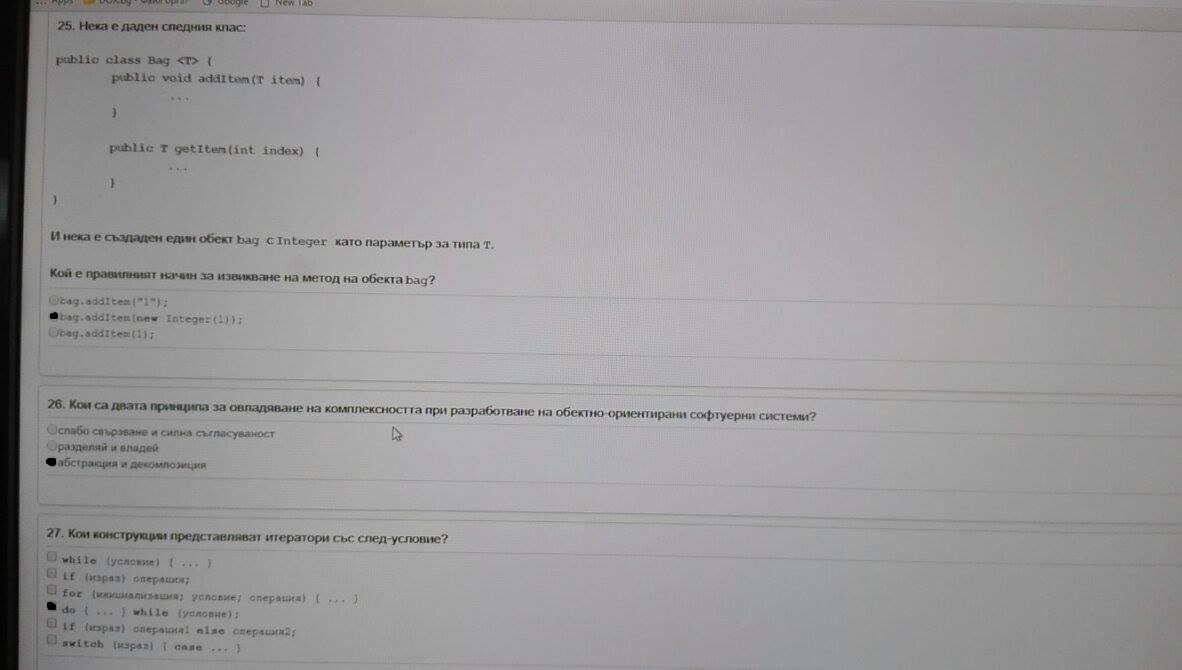 Apps DOX.bg - Файл Google New Tab
25. Нека е даден следния клас:
public class Bag <T> {
public void addItem(T item) {
...
}
public T getItem(int index) {
...
}
}
И нека е създаден един обект bag с Integer като параметър за типа T.
Кой е правилният начин за извикване на метод на обекта bag?
bag.addItem("1");
bag.addItem(new Integer(1));
bag.addItem(1);
26. Кои са двата принципа за овладяване на комплексността при разработване на обектно-ориентирани софтуерни системи?
слабо свързване и силна съгласуваност
разделяй и владей
абстракция и декомпозиция
27. Кои конструкции представляват итератори със след-условие?
while (условие) { ... }
if (израз) операция;
for (инициализация; условие; операция) { ... }
do { ... } while (условие);
if (израз) операция1 else операция2;
switch (израз) { case ... }